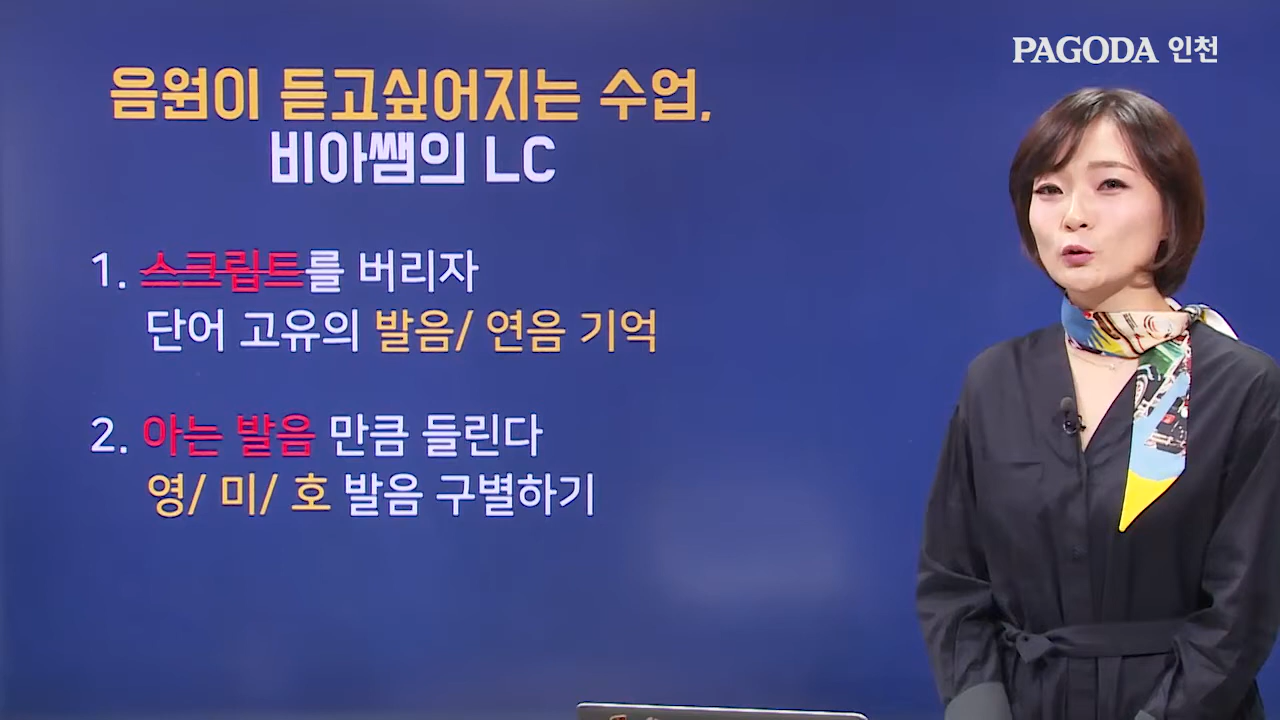 PAGODA 인천
음원이 듣고싶어지는 수업.
비아쌤의 LC
1. 스크립트를 버리자
단어 고유의 발음/ 연음 기억
2. 아는 발음 만큼 들린다
영/ 미/ 호 발음 구별하기